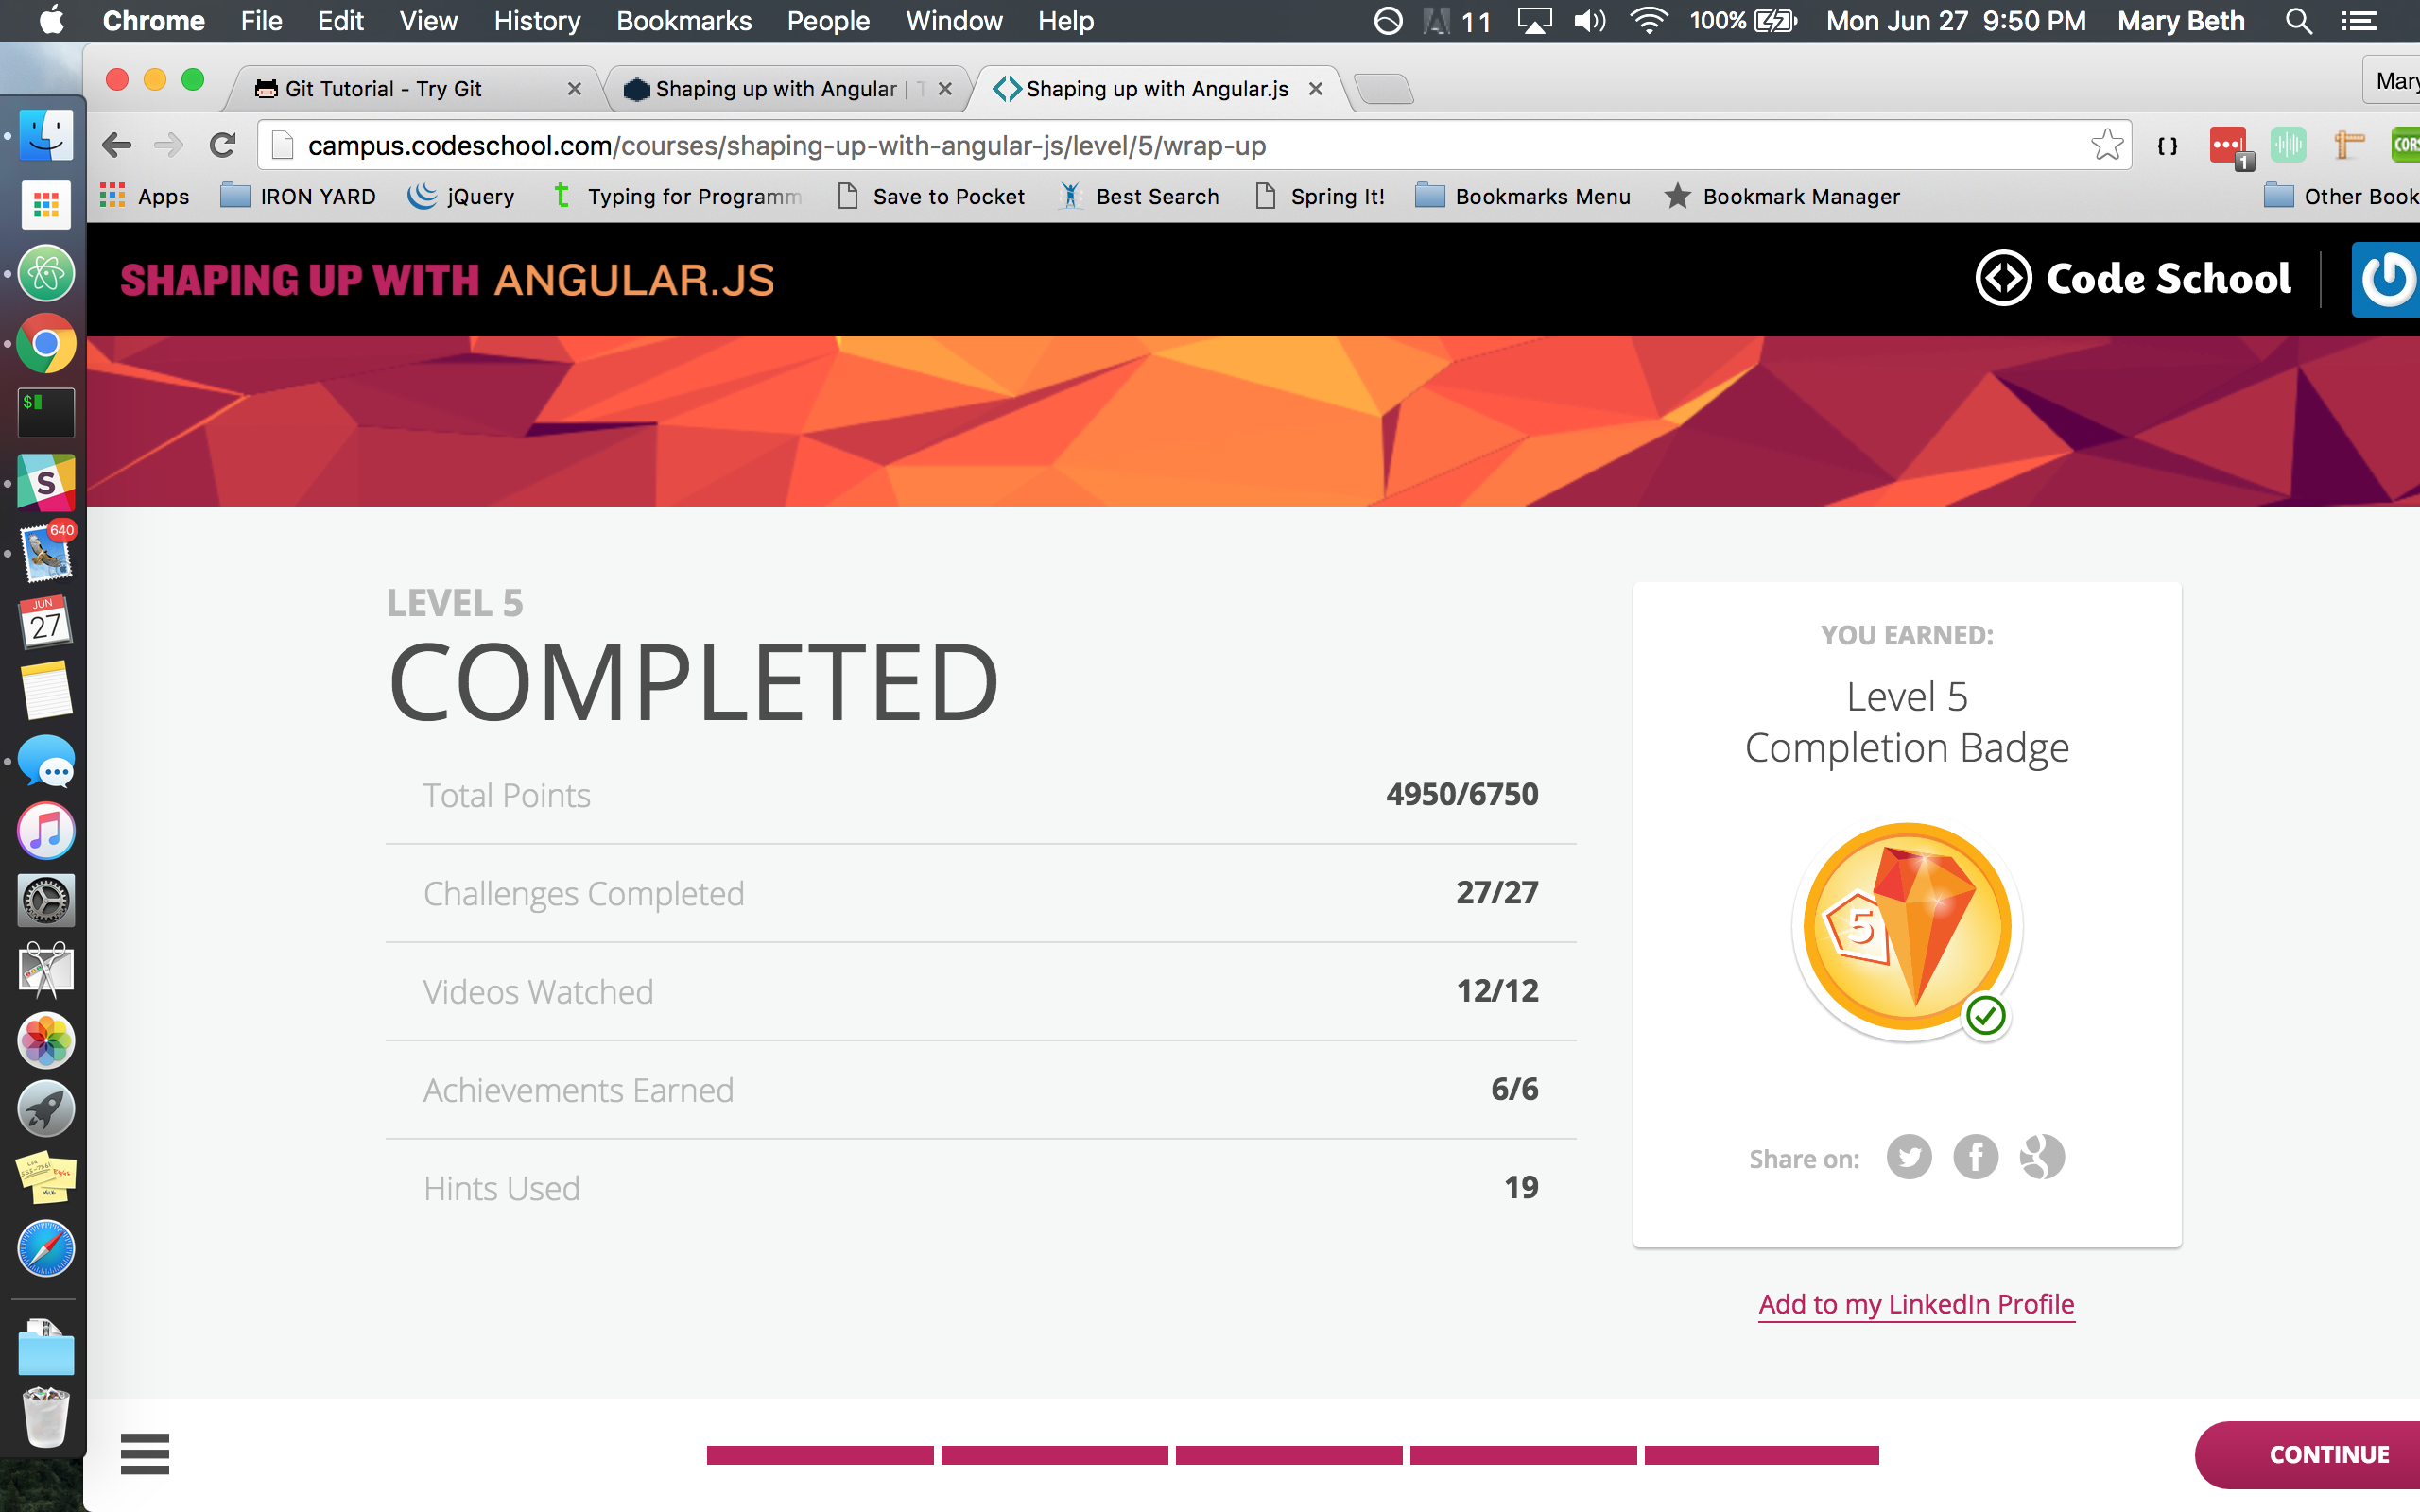 Chrome File Edit View History Bookmarks People Window Help 11 100% Mon Jun 27 9:50 PM Mary Beth
Git Tutorial - Try Git
Shaping up with Angular |
Shaping up with Angular.js
Mary
campus.codeschool.com/courses/shaping-up-with-angular-js/level/5/wrap-up
{ }
1
CORS
Apps IRON YARD jQuery Typing for Programm Save to Pocket Best Search Spring It! Bookmarks Menu Bookmark Manager Other Book
SHAPING UP WITH ANGULAR.JS
Code School
$
S
640
JUN
27
LEVEL 5
COMPLETED
Total Points 4950/6750
Challenges Completed 27/27
Videos Watched 12/12
Achievements Earned 6/6
Hints Used 19
YOU EARNED:
Level 5
Completion Badge
5
Share on:
Add to my LinkedIn Profile
CONTINUE